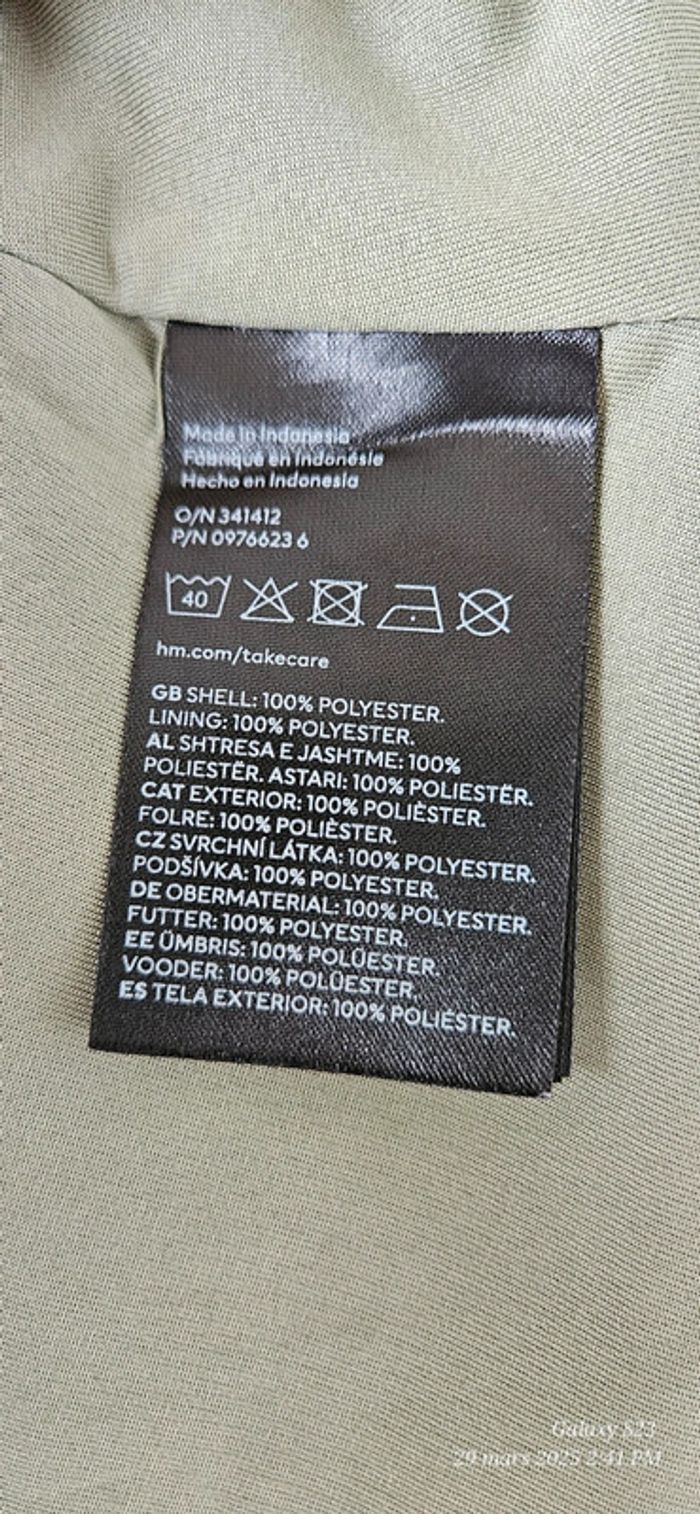 Made in Indonesia
Fabriqué en Indonésie
Hecho en Indonesia
O/N 341412
P/N 0976623 6
40
hm.com/takecare
GB SHELL: 100% POLYESTER.
LINING: 100% POLYESTER.
AL SHTRESA E JASHTME: 100%
POLIESTËR. ASTARI: 100% POLIESTËR.
CAT EXTERIOR: 100% POLIÈSTER.
FOLRE: 100% POLIÈSTER.
CZ SVRCHNÍ LÁTKA: 100% POLYESTER.
PODŠÍVKA: 100% POLYESTER.
DE OBERMATERIAL: 100% POLYESTER.
FUTTER: 100% POLYESTER.
EE ÜMBRIS: 100% POLÜESTER.
VOODER: 100% POLÜESTER.
ES TELA EXTERIOR: 100% POLIÉSTER.
Galaxy S23
29 mars 2025 2:41 PM